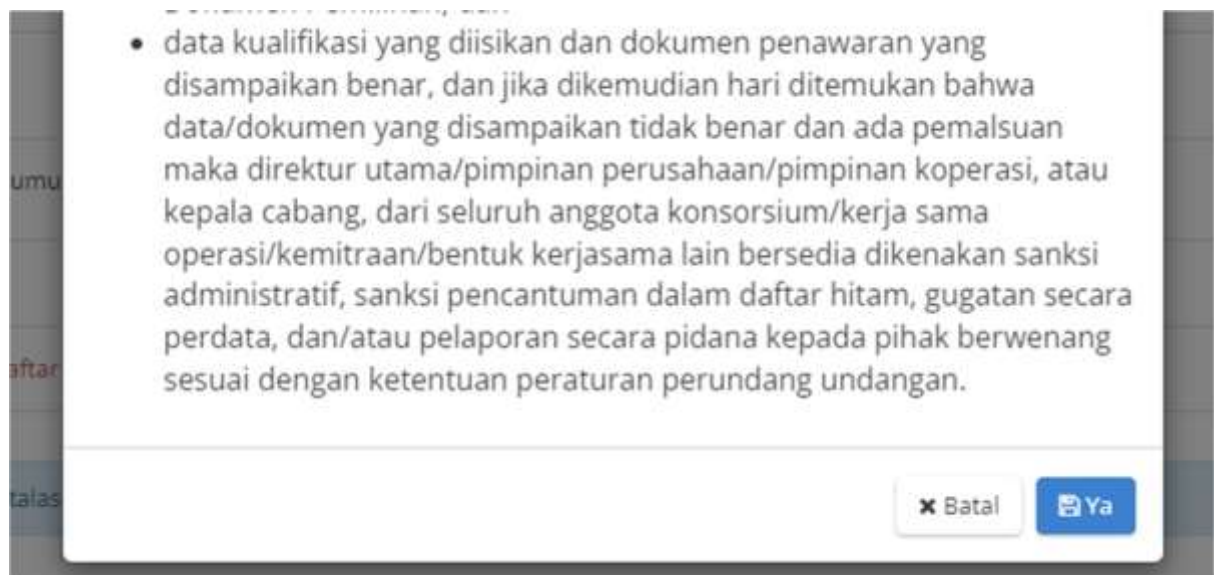 • data kualifikasi yang diisikan dan dokumen penawaran yang
disampaikan benar, dan jika dikemudian hari ditemukan bahwa
data/dokumen yang disampaikan tidak benar dan ada pemalsuan
umu
maka direktur utama/pimpinan perusahaan/pimpinan koperasi, atau
kepala cabang, dari seluruh anggota konsorsium/kerja sama
operasi/kemitraan/bentuk kerjasama lain bersedia dikenakan sanksi
administratif, sanksi pencantuman dalam daftar hitam, gugatan secara
perdata, dan/atau pelaporan secara pidana kepada pihak berwenang
aftar
sesuai dengan ketentuan peraturan perundang undangan.
talas
Batal
Ya